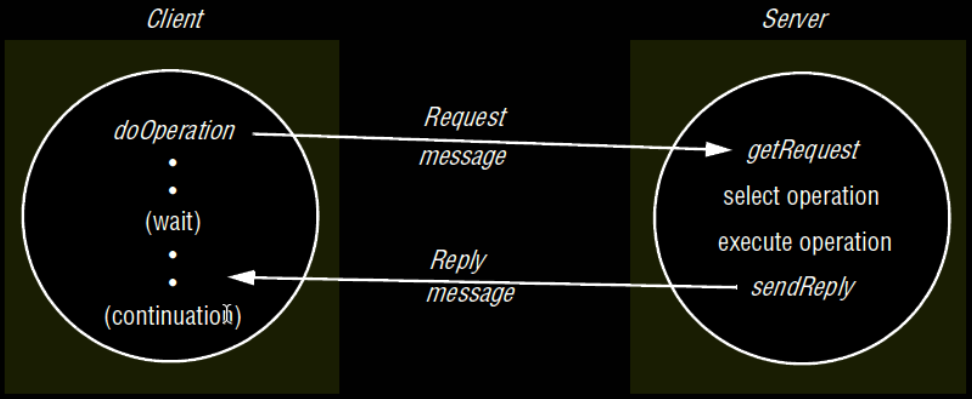 Client
Server
doOperation
Request
message
getRequest
select operation
(wait)
execute operation
Reply
message
sendReply
(continuation)